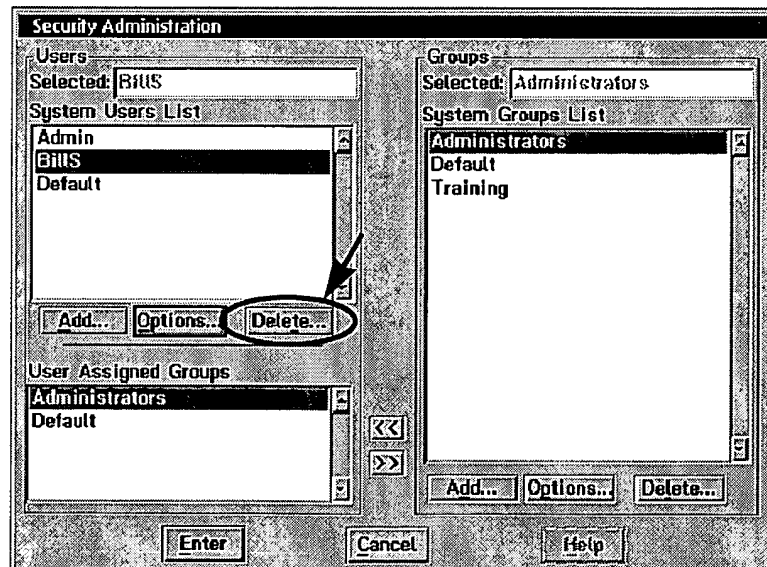 Security Administration
Users
Selected: BillS
System Users List
Admin
BillS
Default
Add... Options... Delete...
User Assigned Groups
Administrators
Default
<<
>>
Groups
Selected: Administrators
System Groups List
Administrators
Default
Training
Add... Options... Delete...
Enter Cancel Help